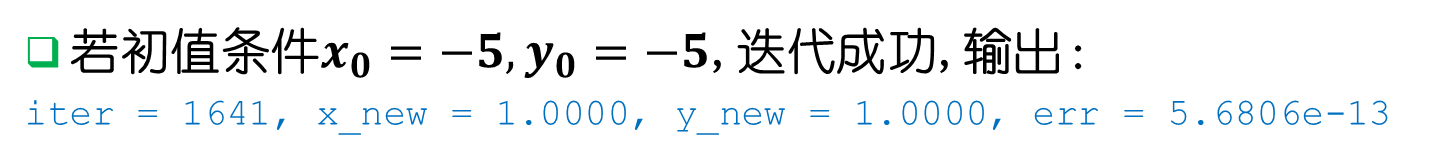 若初值条件x₀ = −5, y₀ = −5, 迭代成功, 输出:
iter = 1641, x_new = 1.0000, y_new = 1.0000, err = 5.6806e-13